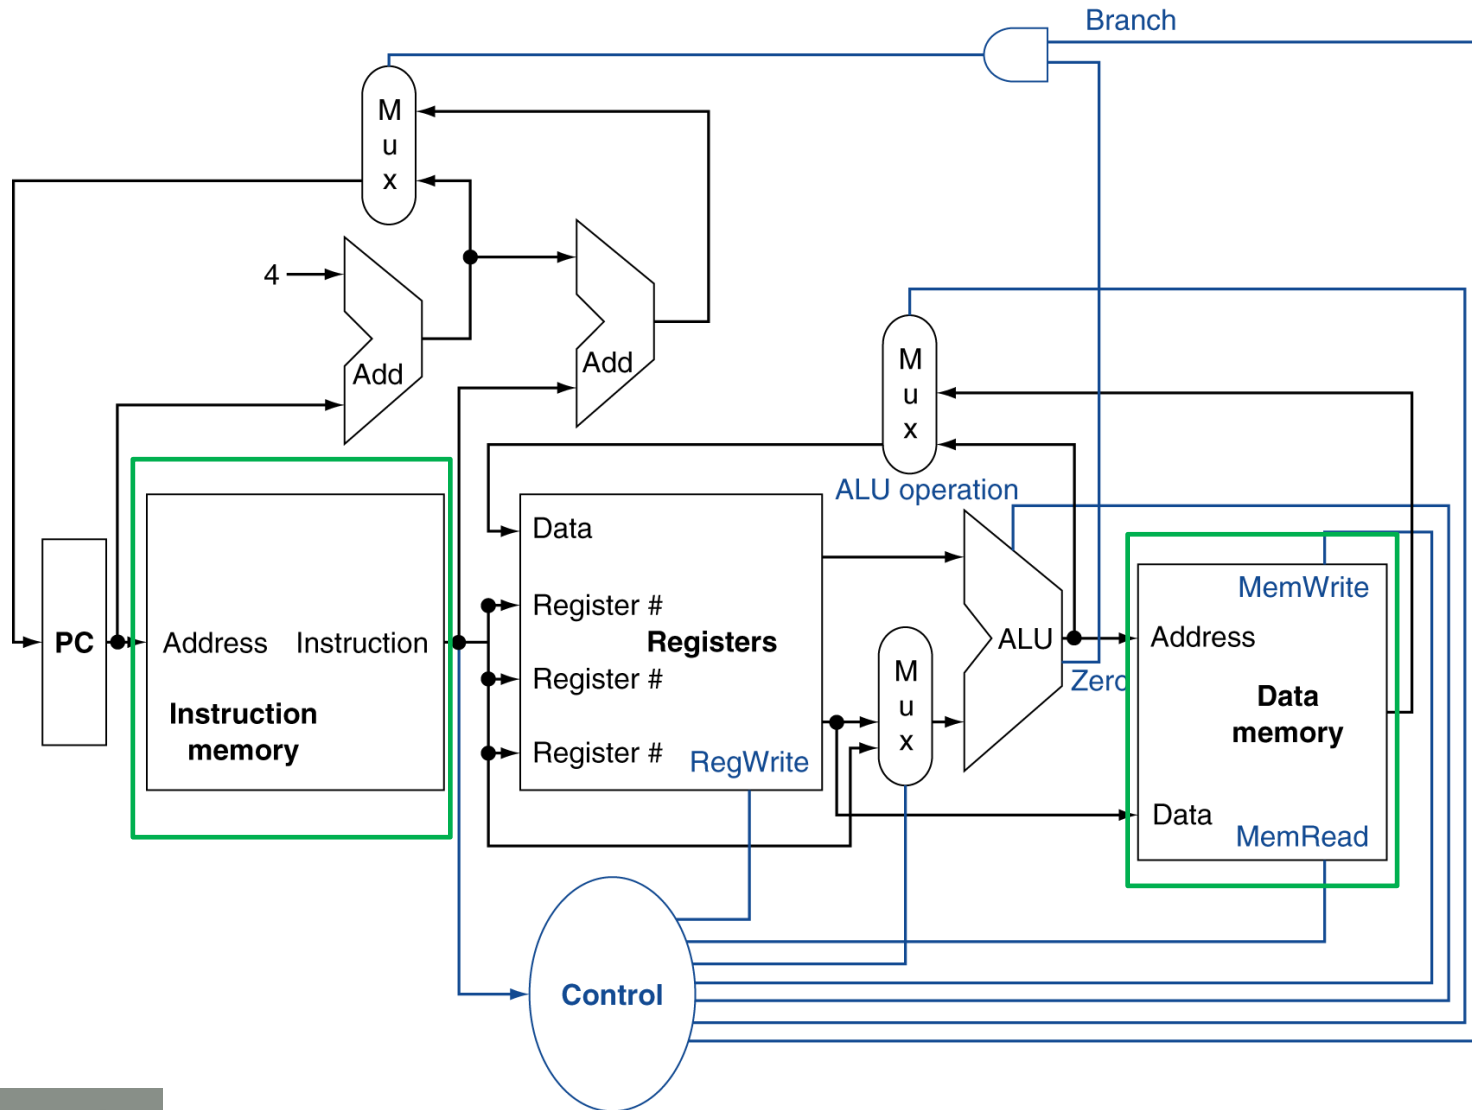 Branch
M
u
x
4
Add
Add
M
u
x
ALU operation
Data
Register #
Registers
Register #
Register #
RegWrite
PC
Address
Instruction
Instruction
memory
M
u
x
ALU
Zero
MemWrite
Address
Data
memory
Data
MemRead
Control